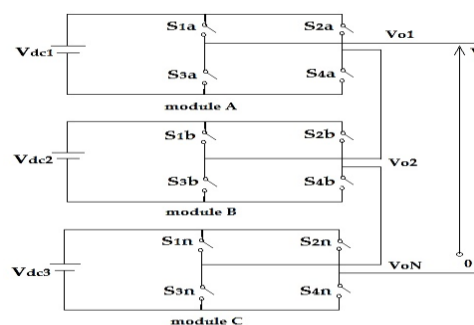 S1a S2a
Vo1
Vdc1
v
S3a S4a
module A
S1b S2b
Vdc2
Vo2
S3b S4b
module B
S1n S2n
VoN
0
Vdc3
S3n S4n
module C